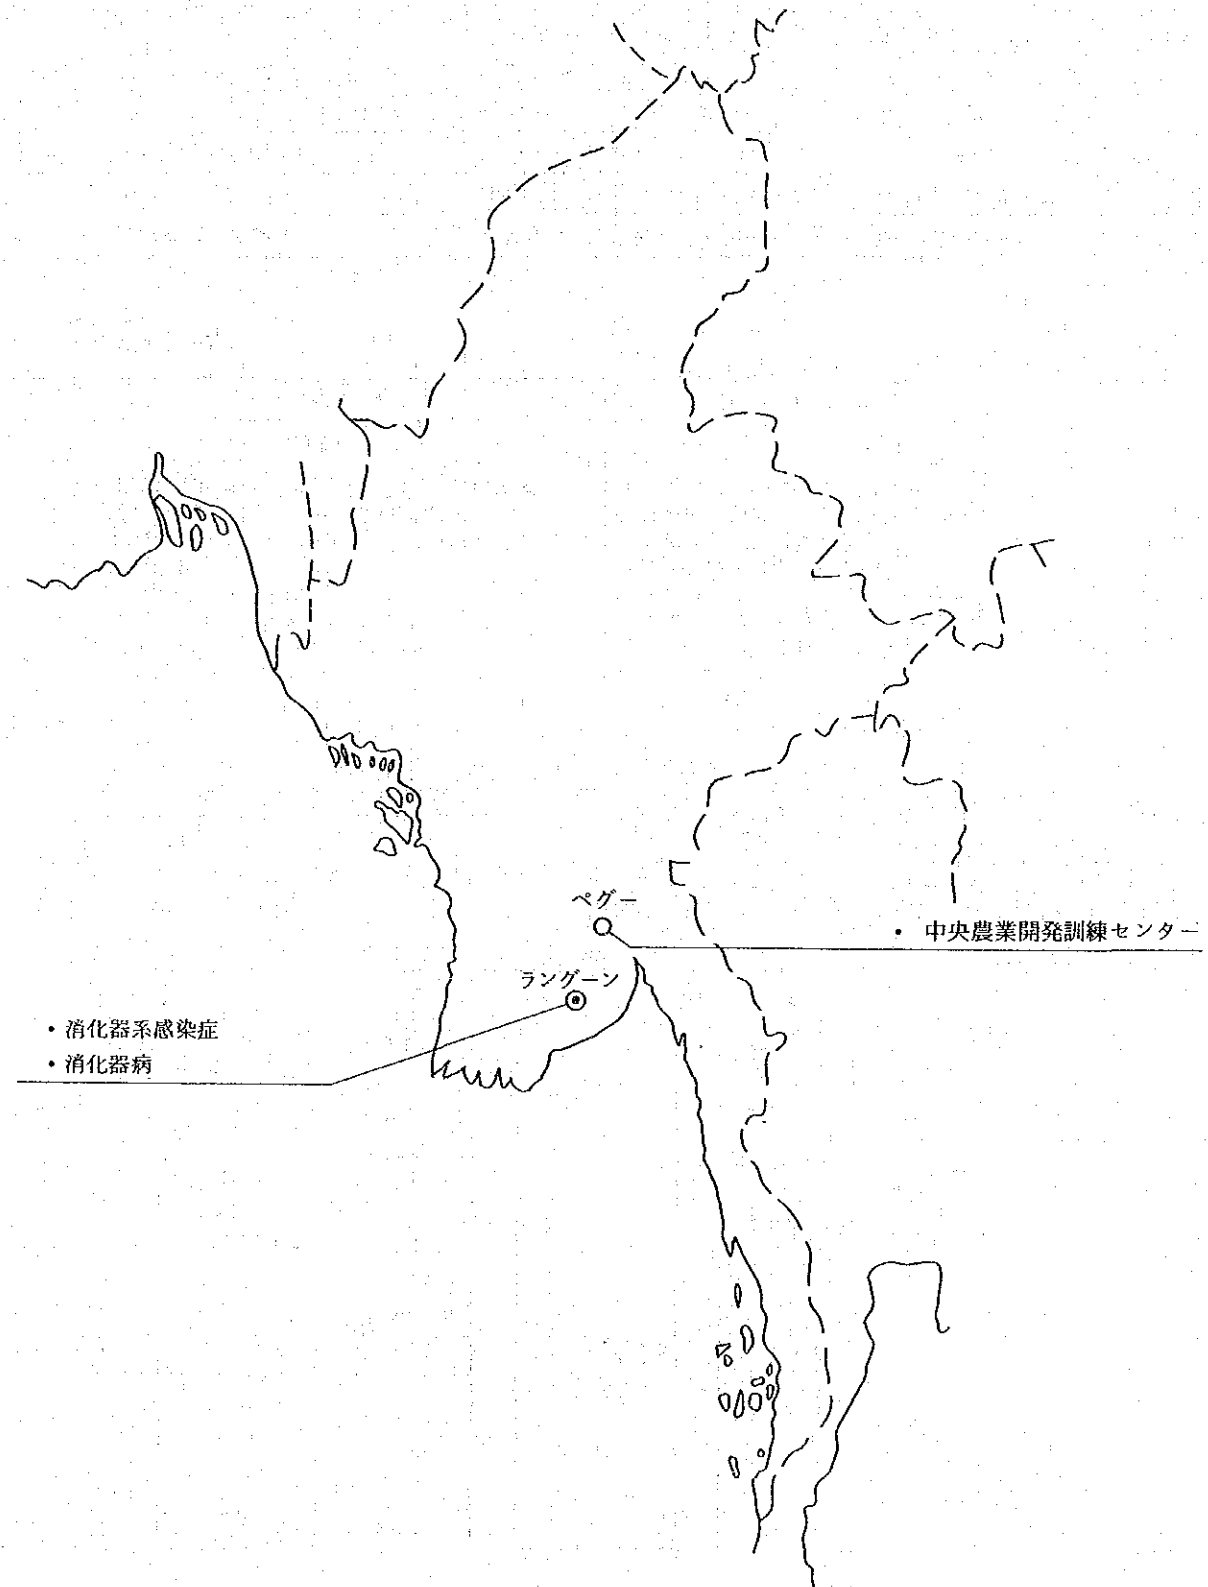 ペグー
・ 中央農業開発訓練センター
ラングーン
・消化器系感染症
・消化器病